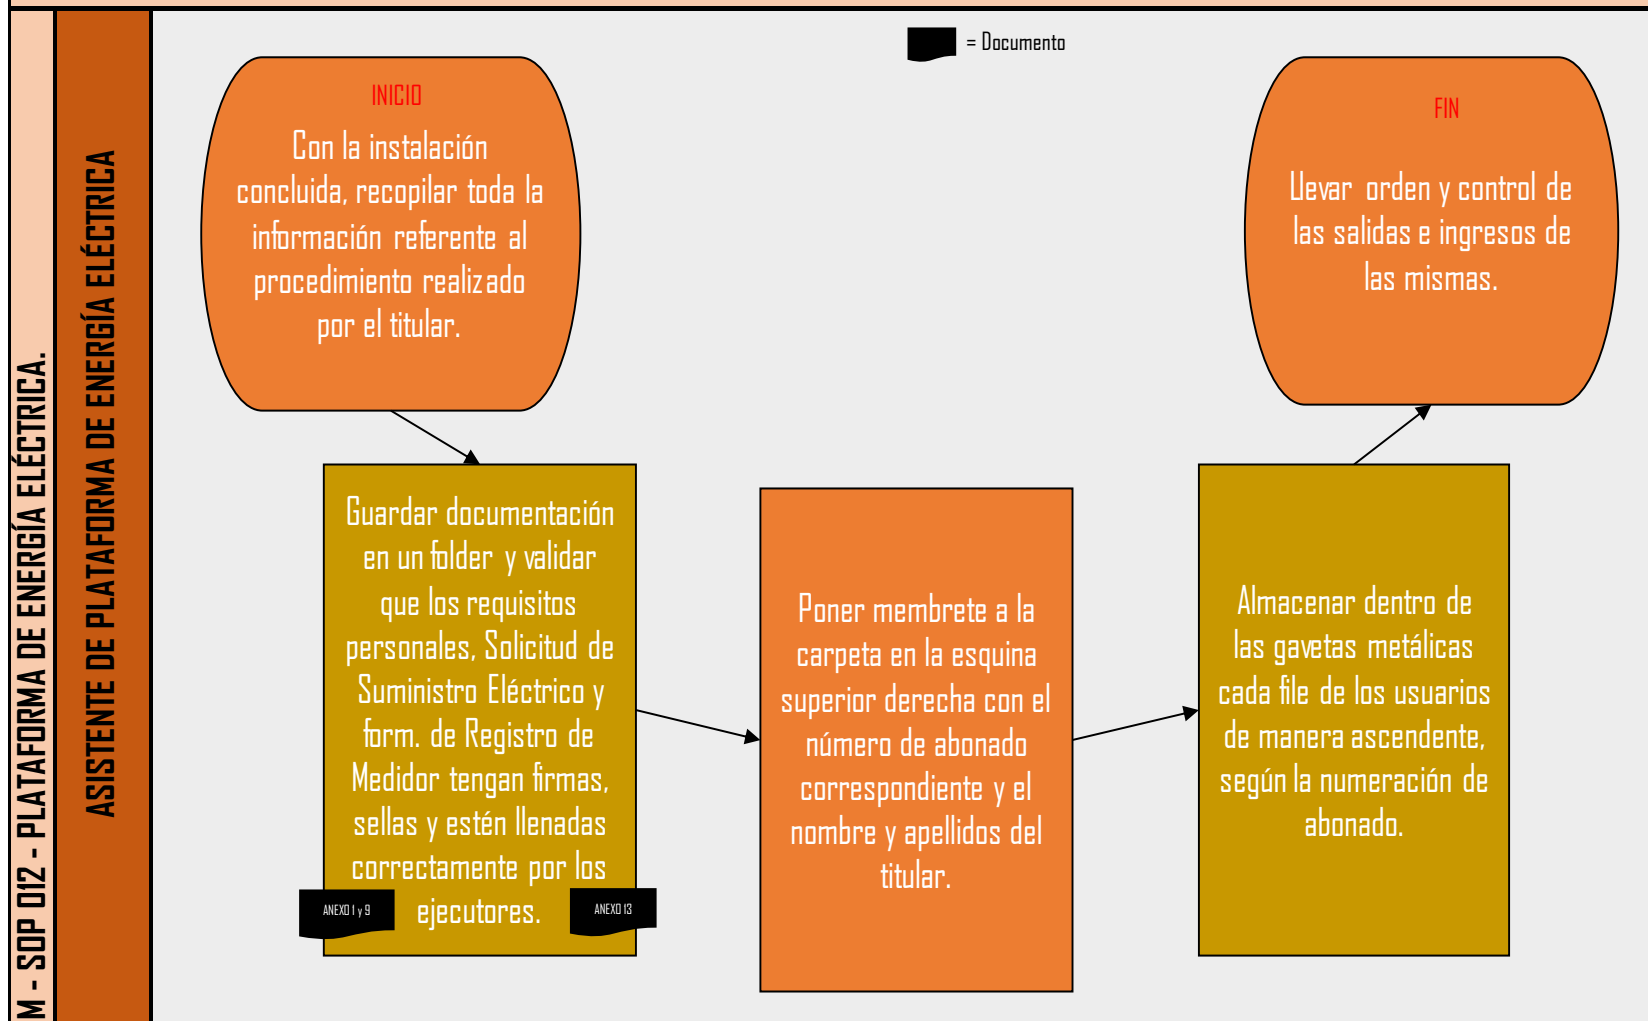 M - SOP 012 - PLATAFORMA DE ENERGÍA ELÉCTRICA.
ASISTENTE DE PLATAFORMA DE ENERGÍA ELÉCTRICA
= Documento
INICIO
Con la instalación
concluida, recopilar toda la
información referente al
procedimiento realizado
por el titular.
Guardar documentación
en un folder y validar
que los requisitos
personales, Solicitud de
Suministro Eléctrico y
form. de Registro de
Medidor tengan firmas,
sellas y estén llenadas
correctamente por los
ejecutores.
ANEXO 1 y 9
ANEXO 13
Poner membrete a la
carpeta en la esquina
superior derecha con el
número de abonado
correspondiente y el
nombre y apellidos del
titular.
Almacenar dentro de
las gavetas metálicas
cada file de los usuarios
de manera ascendente,
según la numeración de
abonado.
FIN
Llevar orden y control de
las salidas e ingresos de
las mismas.